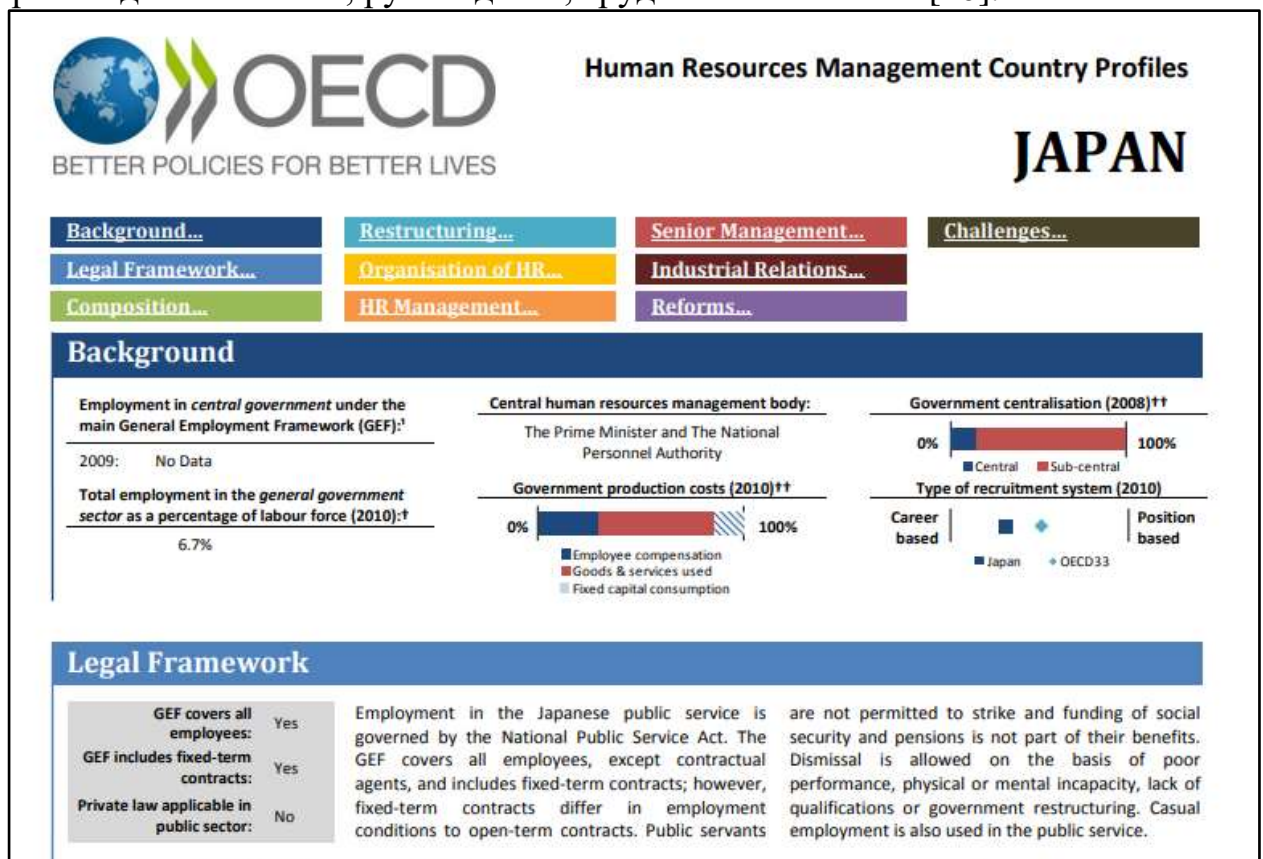 OECD
BETTER POLICIES FOR BETTER LIVES
Human Resources Management Country Profiles
JAPAN
Background...
Restructuring...
Senior Management...
Challenges...
Legal Framework...
Organisation of HR...
Industrial Relations...
Composition...
HR Management...
Reforms...
Background
Employment in central government under the
main General Employment Framework (GEF):¹
2009: No Data
Total employment in the general government
sector as a percentage of labour force (2010):†
6.7%
Central human resources management body:
The Prime Minister and The National
Personnel Authority
Government production costs (2010)††
0% 100%
Employee compensation
Goods & services used
Fixed capital consumption
Government centralisation (2008)††
0% 100%
Central Sub-central
Type of recruitment system (2010)
Career
based
Position
based
Japan OECD33
Legal Framework
GEF covers all
employees: Yes
GEF includes fixed-term
contracts: Yes
Private law applicable in
public sector: No
Employment in the Japanese public service is
governed by the National Public Service Act. The
GEF covers all employees, except contractual
agents, and includes fixed-term contracts; however,
fixed-term contracts differ in employment
conditions to open-term contracts. Public servants
are not permitted to strike and funding of social
security and pensions is not part of their benefits.
Dismissal is allowed on the basis of poor
performance, physical or mental incapacity, lack of
qualifications or government restructuring. Casual
employment is also used in the public service.